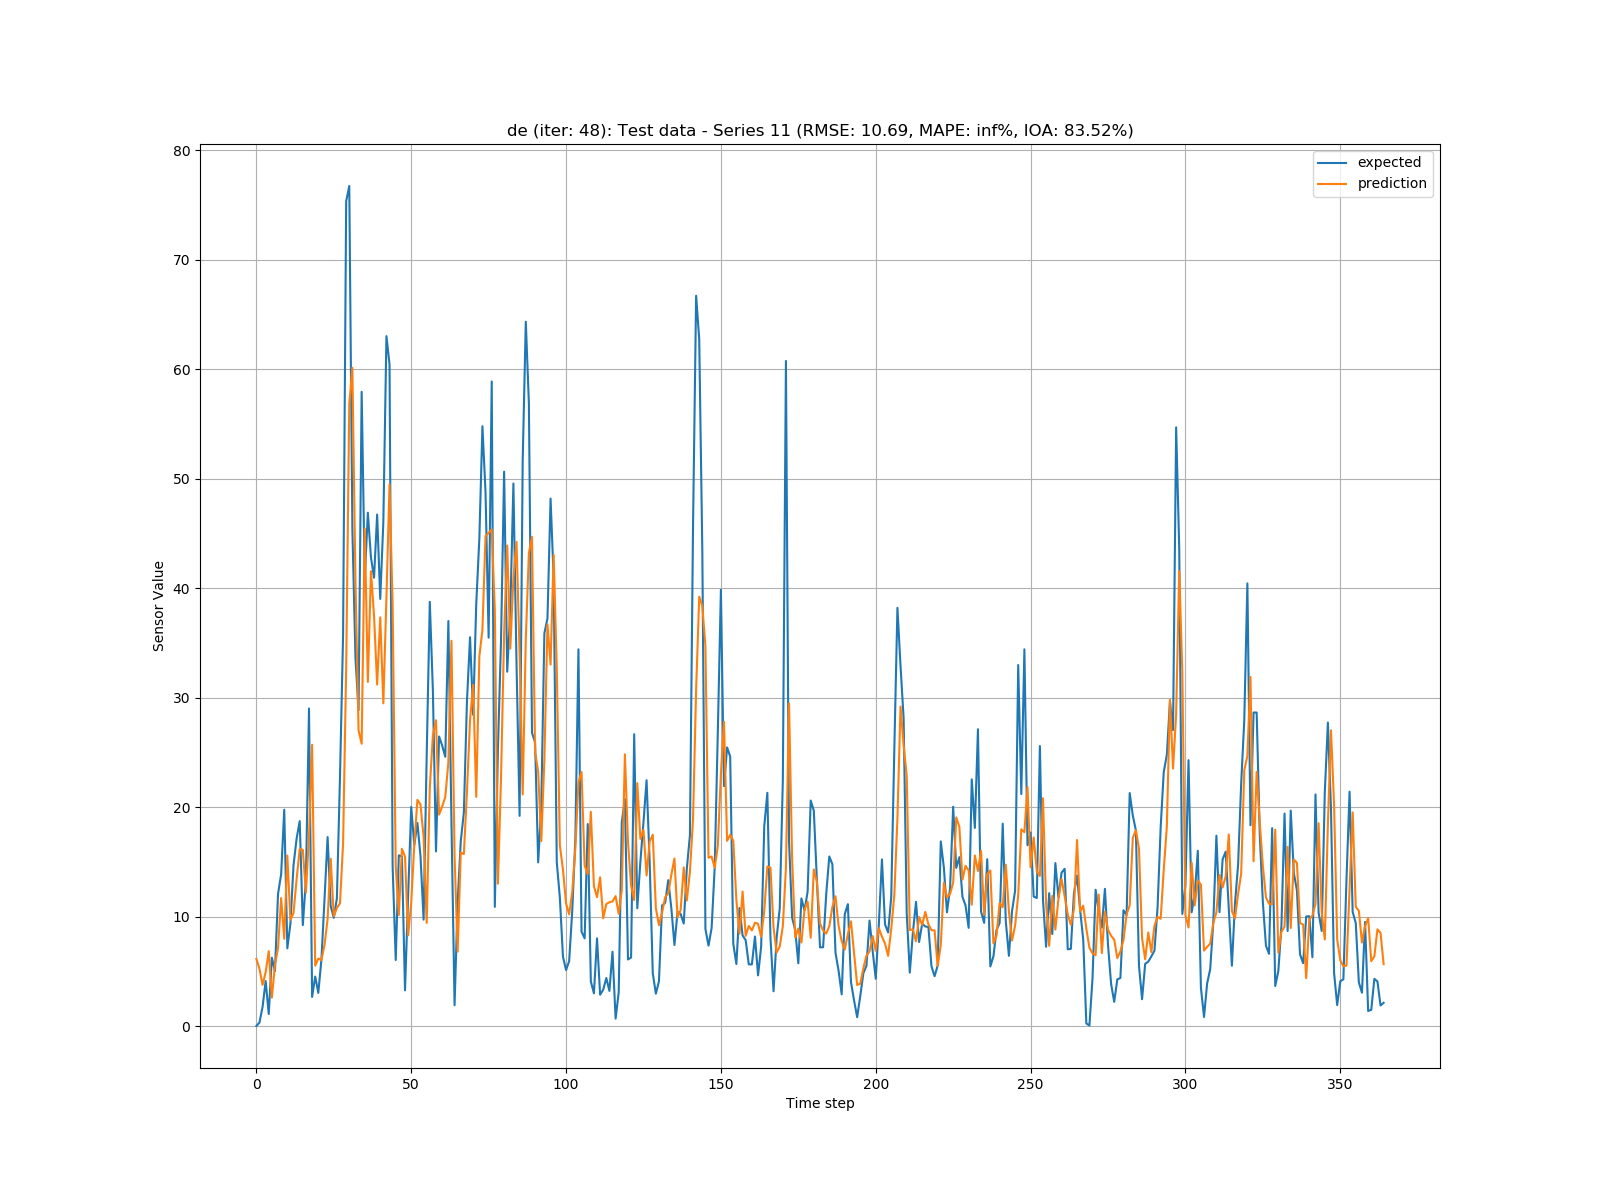 de (iter: 48): Test data - Series 11 (RMSE: 10.69, MAPE: inf%, IOA: 83.52%)
expected
prediction
80
70
60
50
40
30
20
10
0
Sensor Value
0 50 100 150 200 250 300 350
Time step